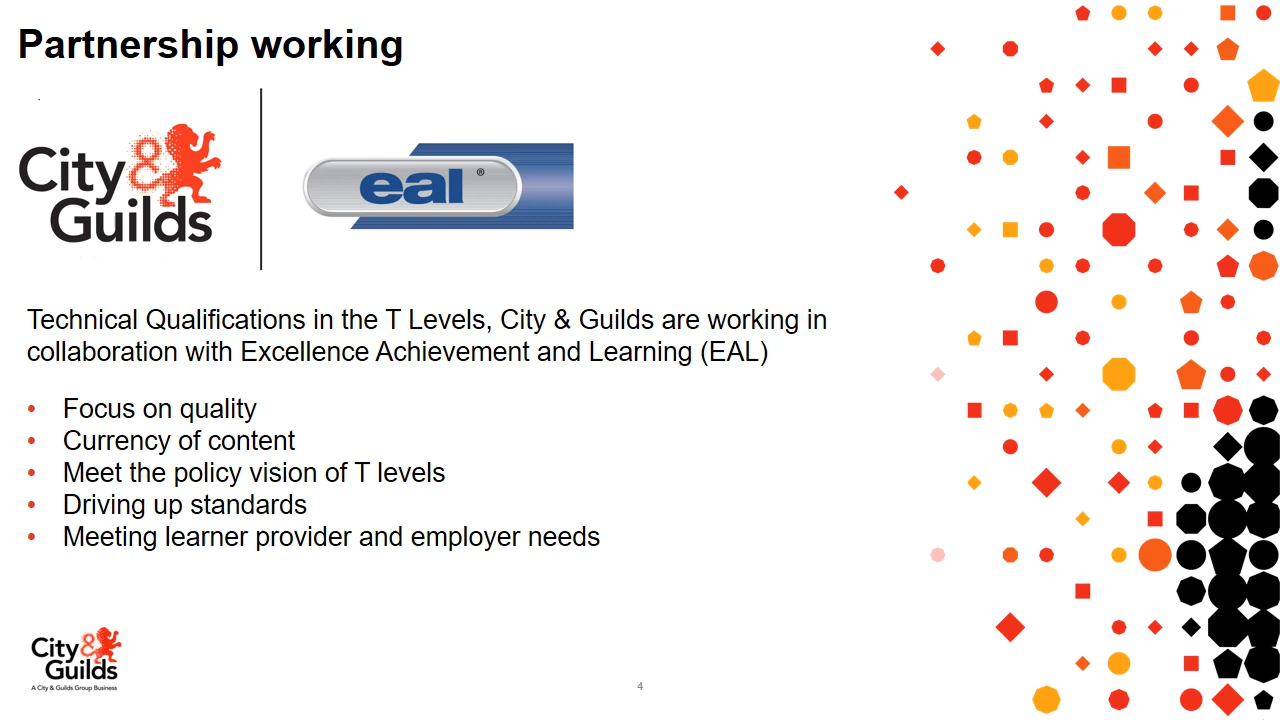 Partnership working
City &
Guilds
eal ®
Technical Qualifications in the T Levels, City & Guilds are working in
collaboration with Excellence Achievement and Learning (EAL)
• Focus on quality
• Currency of content
• Meet the policy vision of T levels
• Driving up standards
• Meeting learner provider and employer needs
City &
Guilds
A City & Guilds Group Business
4